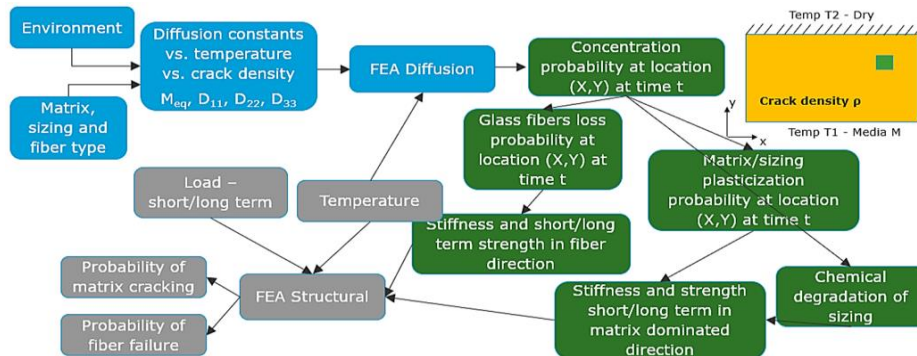 Environment
Matrix,
sizing and
fiber type
Diffusion constants
vs. temperature
vs. crack density
Meq, D11, D22, D33
FEA Diffusion
Concentration
probability at location
(X,Y) at time t
Temp T2 - Dry
Crack density ρ
y
x
Temp T1 - Media M
Glass fibers loss
probability at
location (X,Y) at
time t
Matrix/sizing
plasticization
probability at location
(X,Y) at time t
Load –
short/long term
Temperature
Stiffness and short/long
term strength in fiber
direction
Probability of
matrix cracking
Probability of
fiber failure
FEA Structural
Stiffness and strength
short/long term in
matrix dominated
direction
Chemical
degradation of
sizing